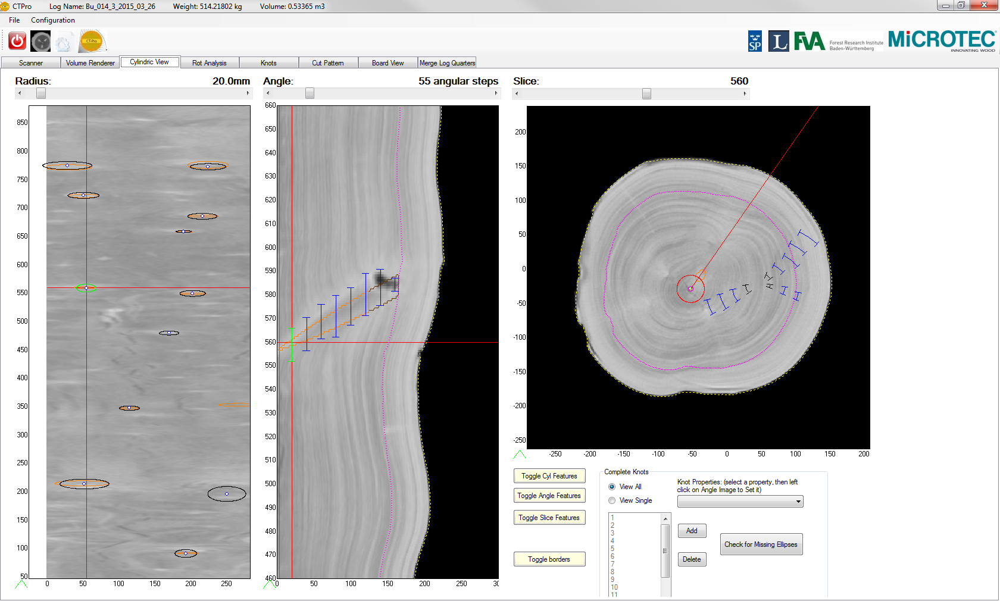 CTPro Log Name: Bu_014_3_2015_03_26 Weight: 514.21802 kg Volume: 0.53365 m3
File Configuration
CT-Pro
SP L FVA Forest Research Institute
Baden-Württemberg
MiCROTEC
INNOVATING WOOD
Scanner Volume Renderer Cylindric View Rot Analysis Knots Cut Pattern Board View Merge Log Quarters
Radius: 20.0mm
850
800
750
700
650
600
550
500
450
400
350
300
250
200
150
100
50
0 50 100 150 200 250
Angle: 55 angular steps
660
650
640
630
620
610
600
590
580
570
560
550
540
530
520
510
500
490
480
470
460
0 50 100 150 200 250
Slice: 560
200
150
100
50
0
-50
-100
-150
-200
-250
-250 -200 -150 -100 -50 0 50 100 150 200
Toggle Cyl Features
Toggle Angle Features
Toggle Slice Features
Toggle borders
Complete Knots
View All
View Single
1
2
3
4
5
6
7
8
9
10
11
Knot Properties: (select a property, then left
click on Angle Image to Set it)
Add
Delete
Check for Missing Ellipses